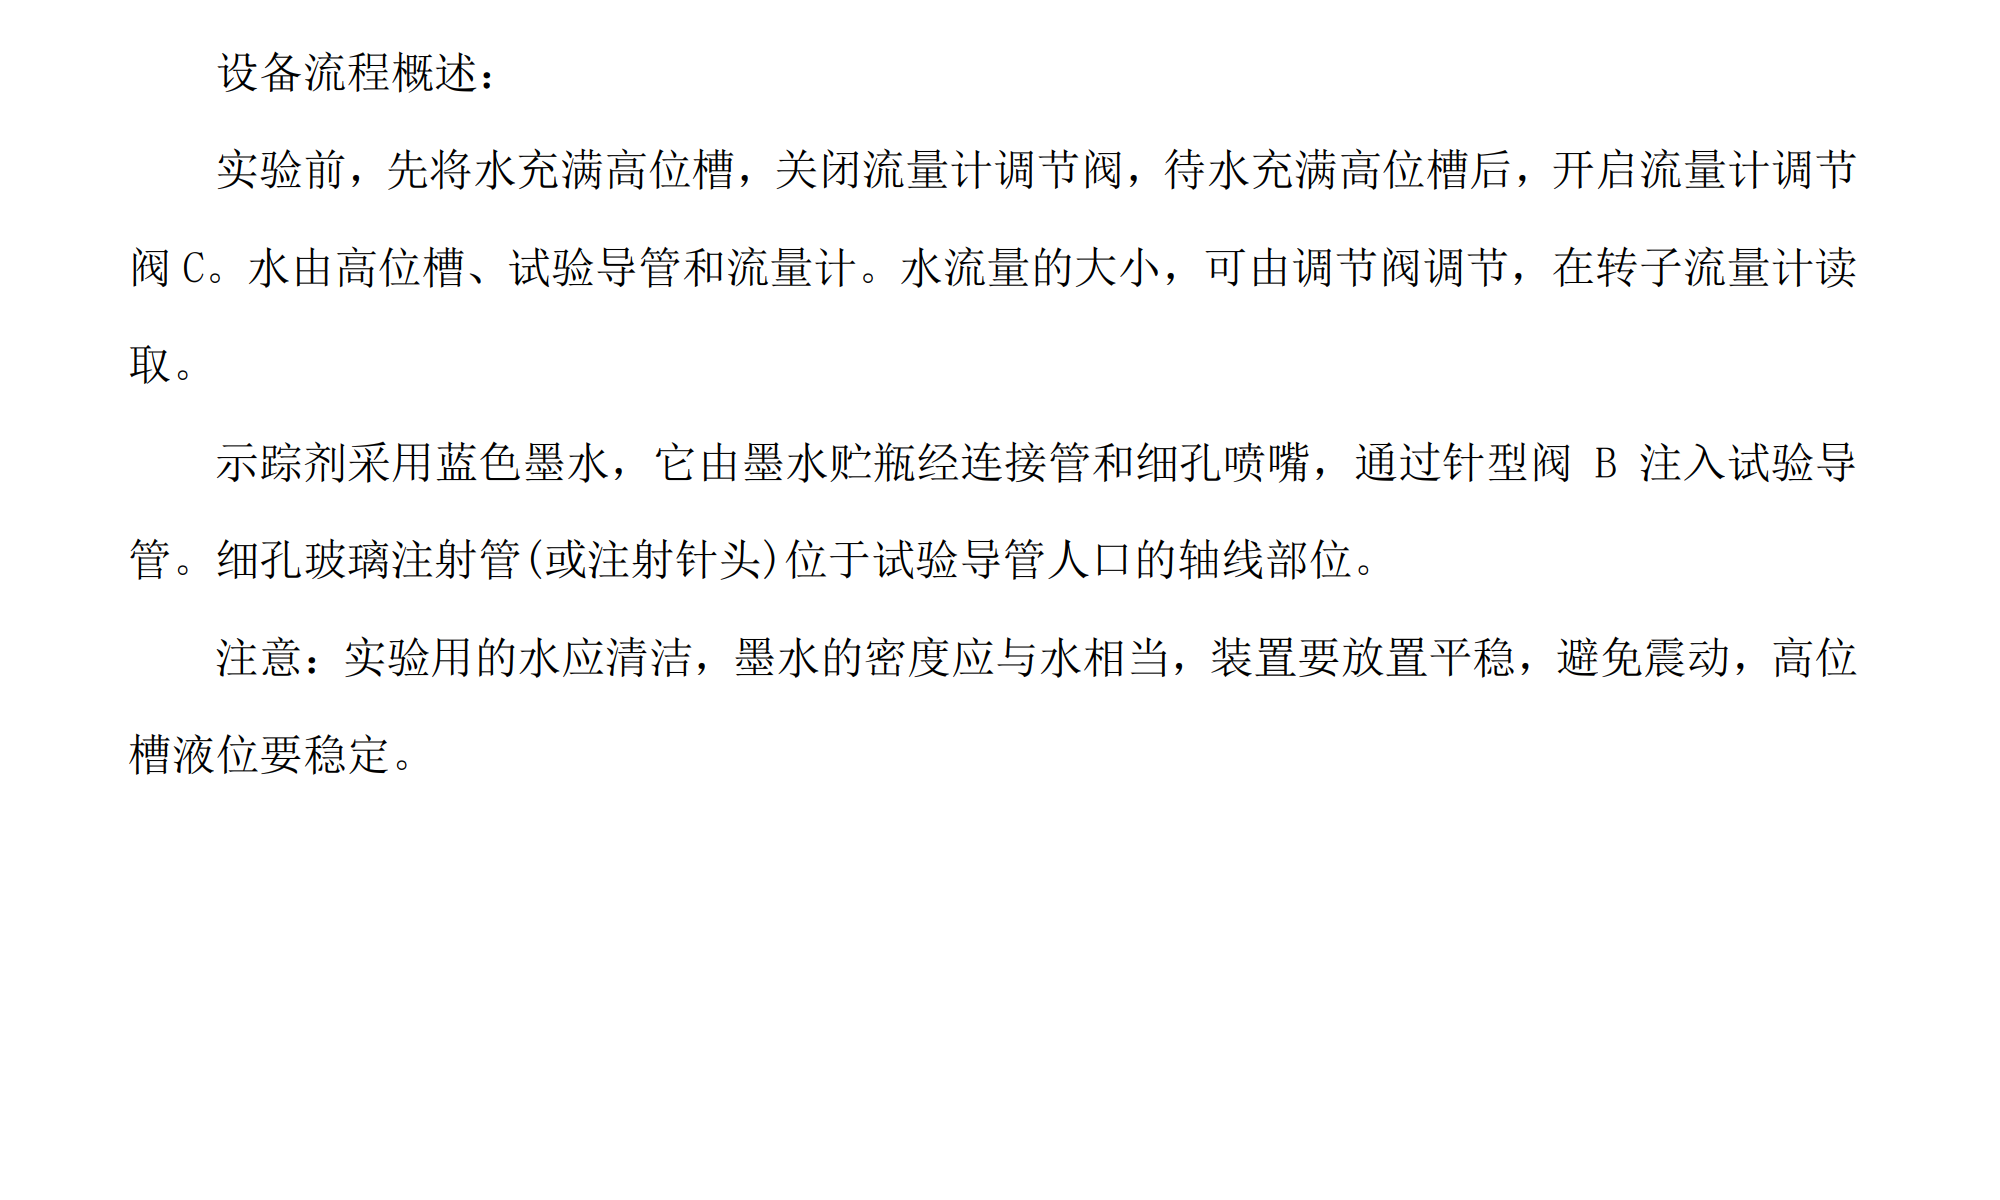 设备流程概述：
实验前，先将水充满高位槽，关闭流量计调节阀，待水充满高位槽后，开启流量计调节
阀 C。水由高位槽、试验导管和流量计。水流量的大小，可由调节阀调节，在转子流量计读
取。
示踪剂采用蓝色墨水，它由墨水贮瓶经连接管和细孔喷嘴，通过针型阀 B 注入试验导
管。细孔玻璃注射管(或注射针头)位于试验导管人口的轴线部位。
注意：实验用的水应清洁，墨水的密度应与水相当，装置要放置平稳，避免震动，高位
槽液位要稳定。